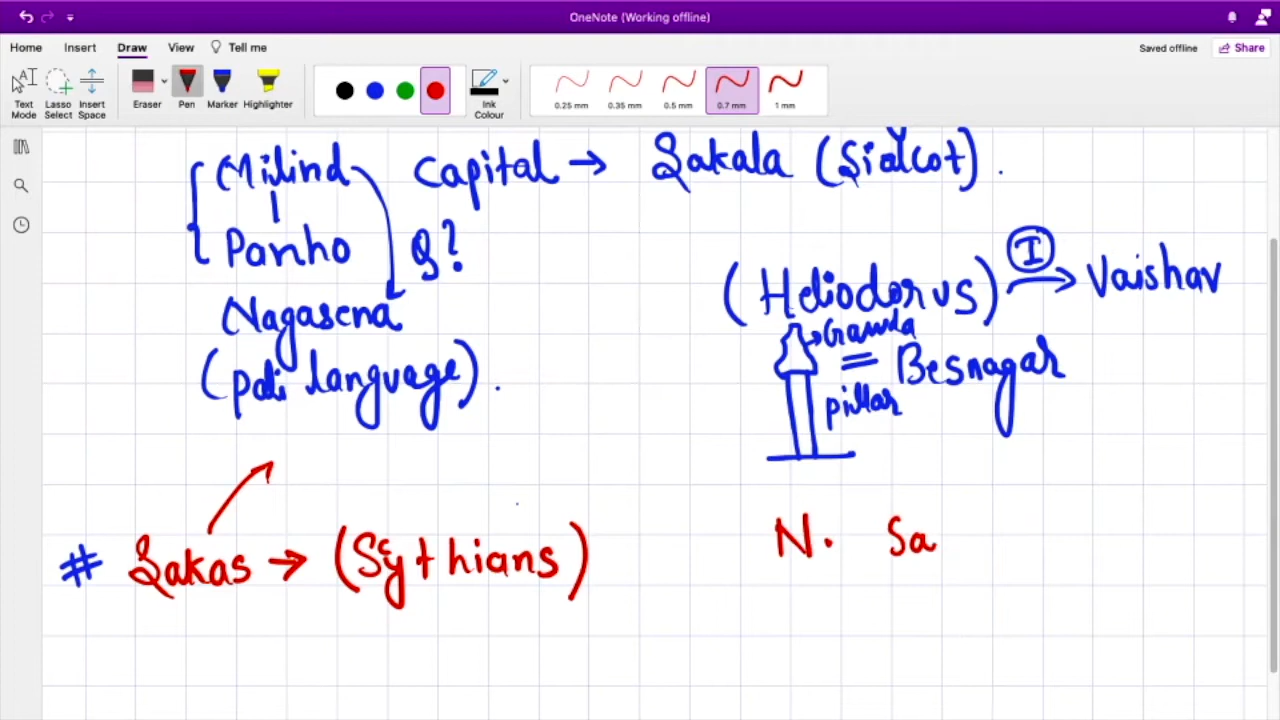 OneNote (Working offline)
Home Insert Draw View Tell me
Saved offline Share
Text Mode Lasso Select Insert Space Eraser Pen Marker Highlighter Ink Colour 0.25 mm 0.35 mm 0.5 mm 0.7 mm 1 mm
Milind Capital → Sakala (Sialcot).
Panho Q?
Nagasena
(pali language).
(Heliodorus) I → Vaishav
Garuda
= Besnagar
pillar
# Sakas → (Scythians)
N. Sa